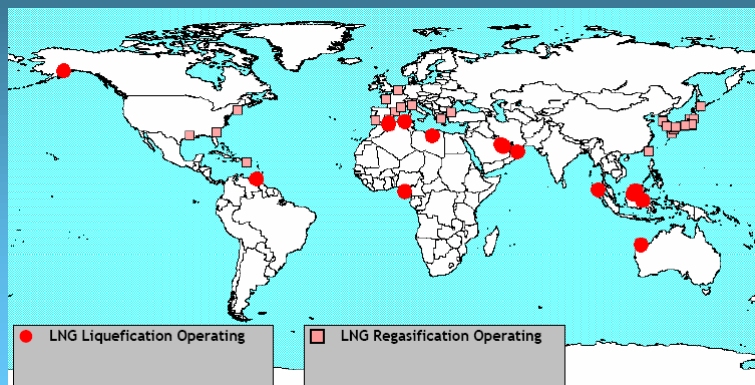 LNG Liquefication Operating
LNG Regasification Operating